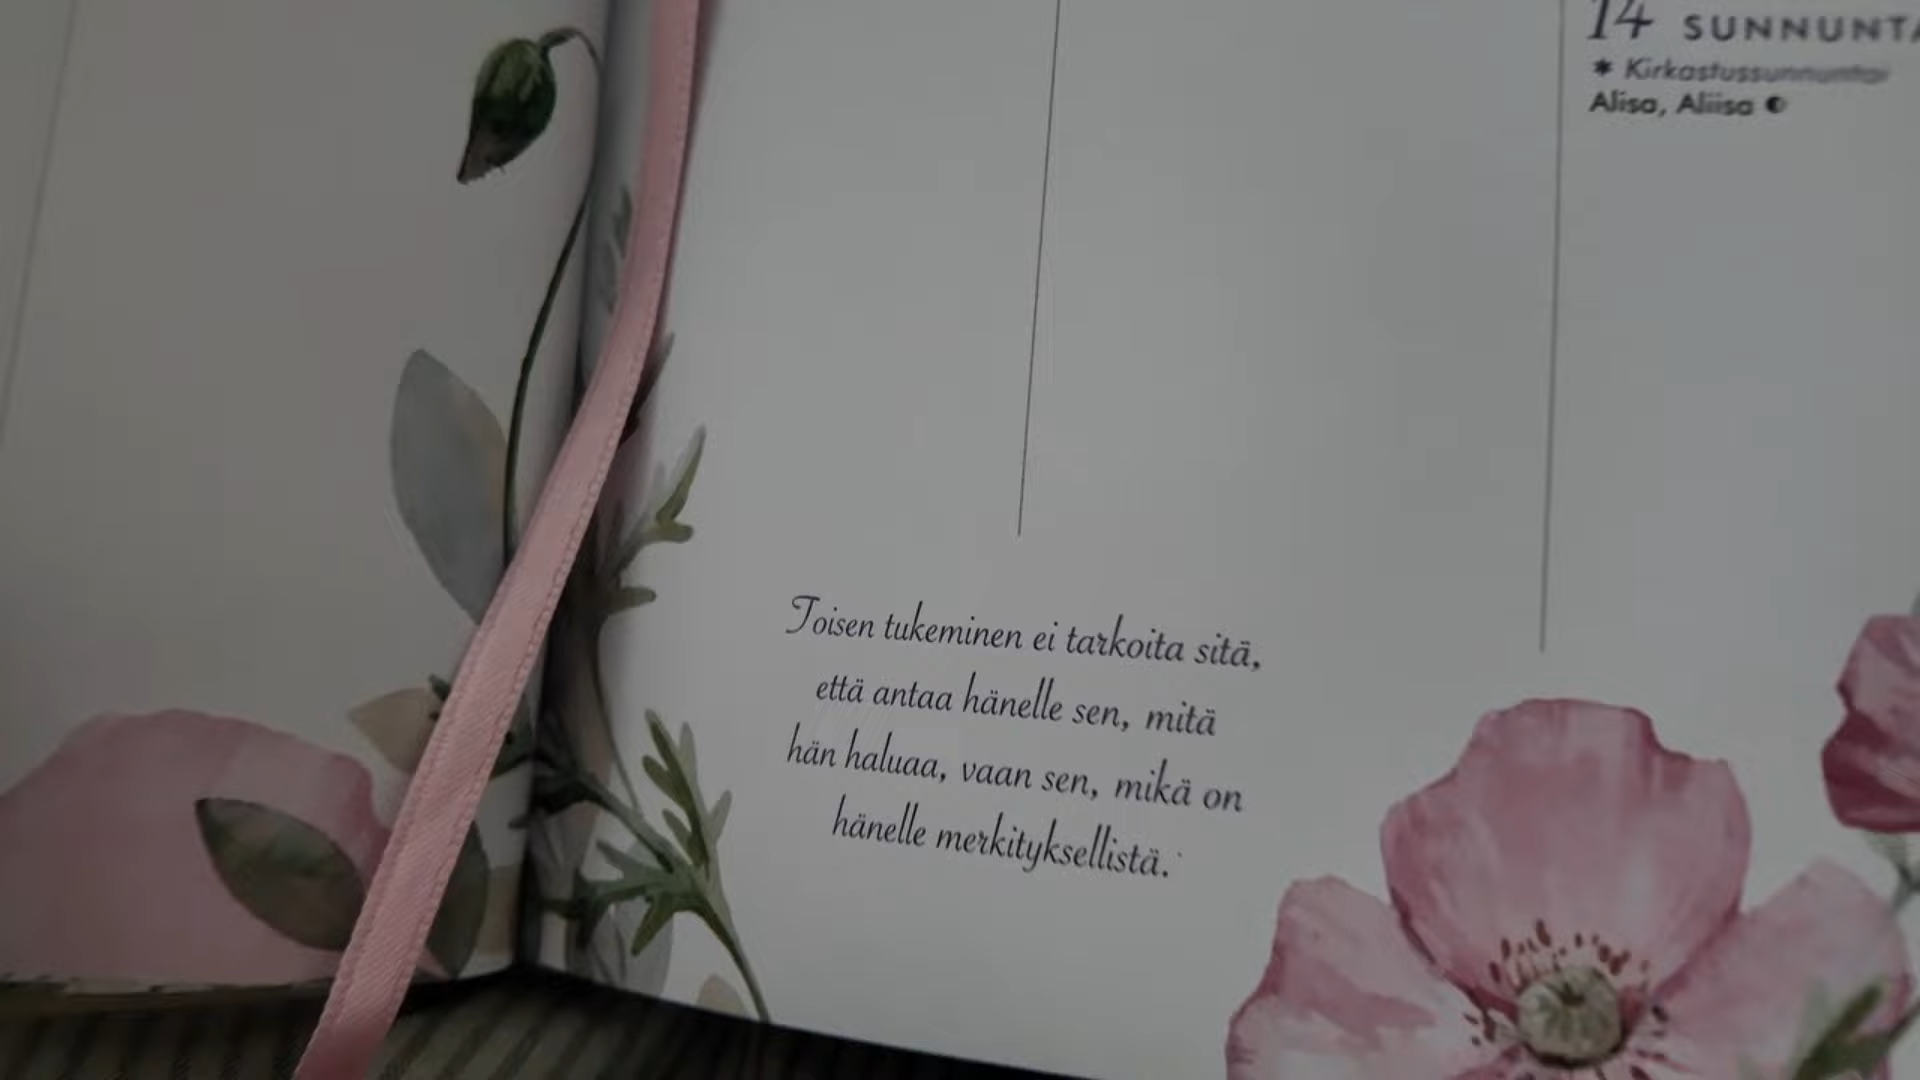 14 SUNNUNTA
* Kirkastussunnuntai
Alisa, Aliisa
Toisen tukeminen ei tarkoita sitä,
että antaa hänelle sen, mitä
hän haluaa, vaan sen, mikä on
hänelle merkityksellistä.